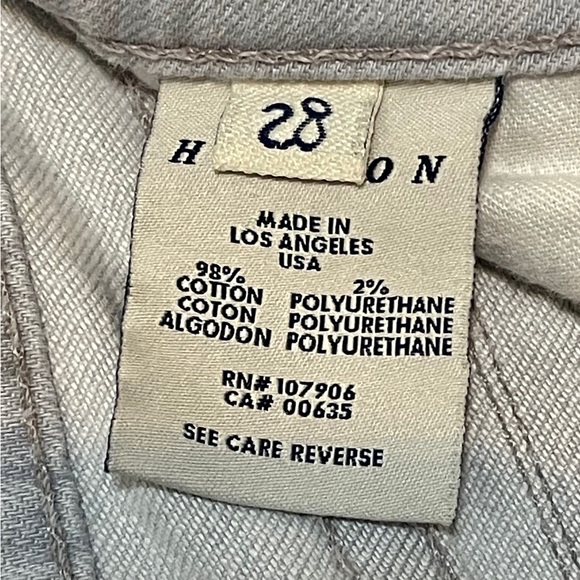 28
H ON
MADE IN
LOS ANGELES
USA
98% 2%
COTTON POLYURETHANE
COTON POLYURETHANE
ALGODON POLYURETHANE
RN# 107906
CA# 00635
SEE CARE REVERSE